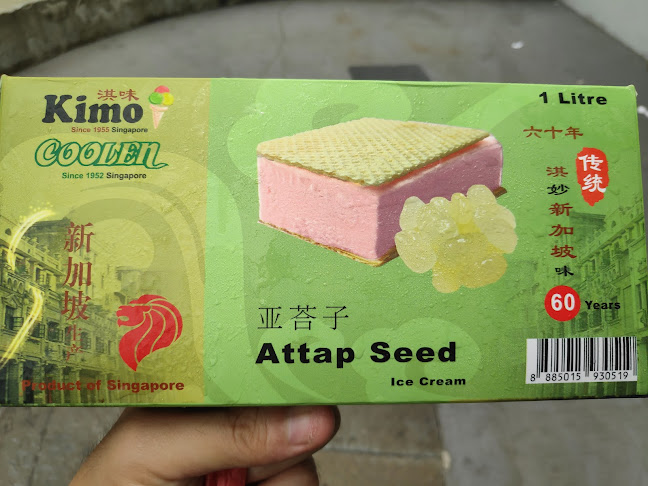 淇味
Kimo
Since 1955 Singapore
COOLEN
Since 1952 Singapore
新加坡
Product of Singapore
亚荅子
Attap Seed
Ice Cream
1 Litre
六十年
传统
淇妙新加坡味
60 Years
8 885015 930519